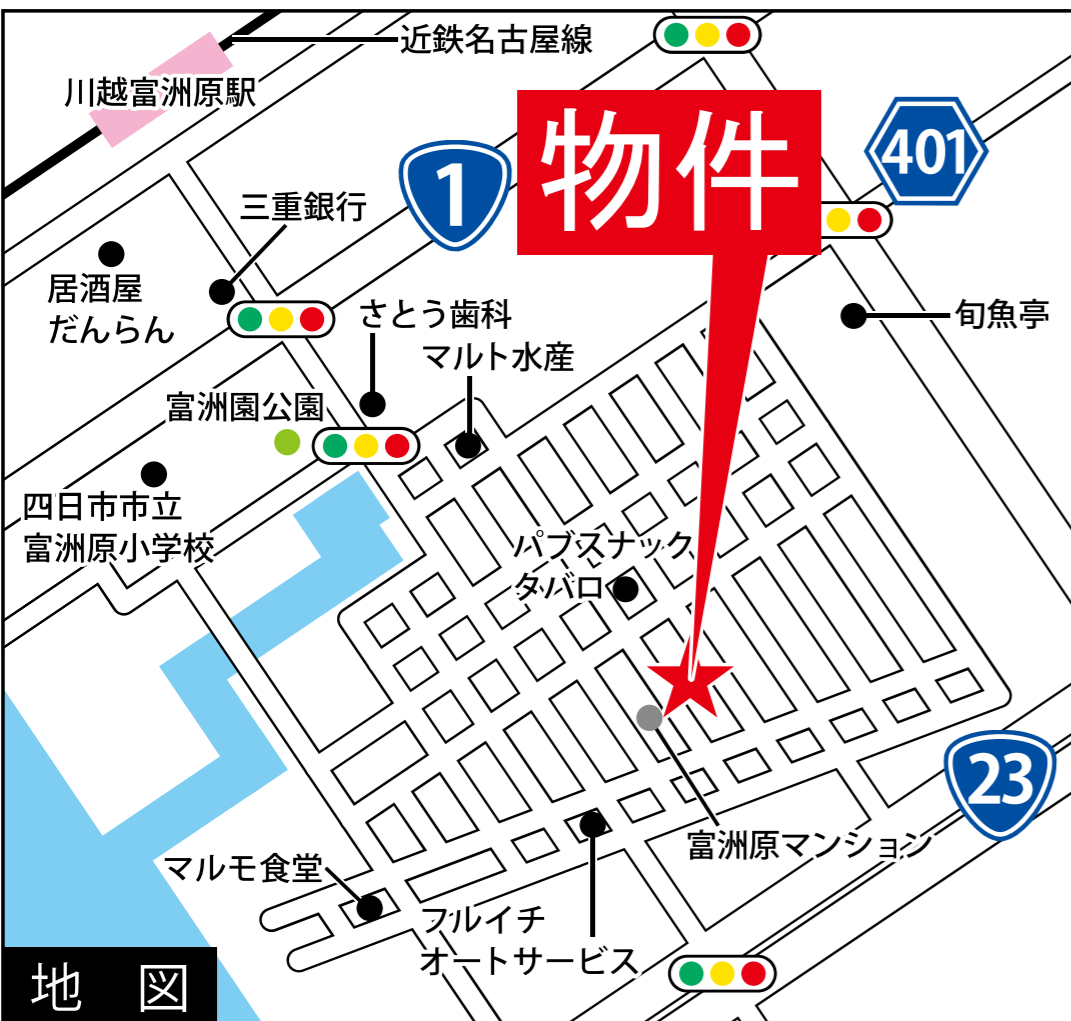 近鉄名古屋線
川越富洲原駅
物件
401
1
三重銀行
居酒屋
だんらん
さとう歯科
旬魚亭
マルト水産
富洲園公園
四日市市立
富洲原小学校
パブスナック
タバロ
23
富洲原マンション
マルモ食堂
フルイチ
オートサービス
地 図